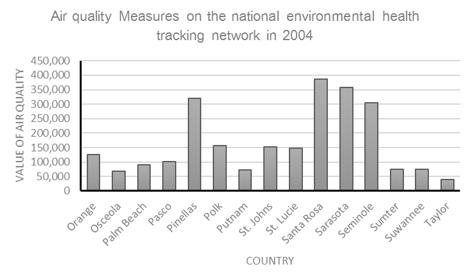 Air quality Measures on the national environmental health
tracking network in 2004
VALUE OF AIR QUALITY
450,000
400,000
350,000
300,000
250,000
200,000
150,000
100,000
50,000
0
Orange
Osceola
Palm Beach
Pasco
Pinellas
Polk
Putnam
St. Johns
St. Lucie
Santa Rosa
Sarasota
Seminole
Sumter
Suwannee
Taylor
COUNTRY